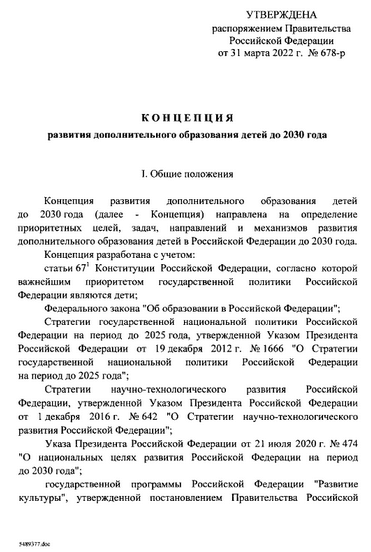 УТВЕРЖДЕНА
распоряжением Правительства
Российской Федерации
от 31 марта 2022 г. № 678-р
КОНЦЕПЦИЯ
развития дополнительного образования детей до 2030 года
I. Общие положения
Концепция развития дополнительного образования детей
до 2030 года (далее - Концепция) направлена на определение
приоритетных целей, задач, направлений и механизмов развития
дополнительного образования детей в Российской Федерации до 2030 года.
Концепция разработана с учетом:
статьи 67¹ Конституции Российской Федерации, согласно которой
важнейшим приоритетом государственной политики Российской
Федерации являются дети;
Федерального закона "Об образовании в Российской Федерации";
Стратегии государственной национальной политики Российской
Федерации на период до 2025 года, утвержденной Указом Президента
Российской Федерации от 19 декабря 2012 г. № 1666 "О Стратегии
государственной национальной политики Российской Федерации
на период до 2025 года";
Стратегии научно-технологического развития Российской
Федерации, утвержденной Указом Президента Российской Федерации
от 1 декабря 2016 г. № 642 "О Стратегии научно-технологического
развития Российской Федерации";
Указа Президента Российской Федерации от 21 июля 2020 г. № 474
"О национальных целях развития Российской Федерации на период
до 2030 года";
государственной программы Российской Федерации "Развитие
культуры", утвержденной постановлением Правительства Российской
5489377.doc